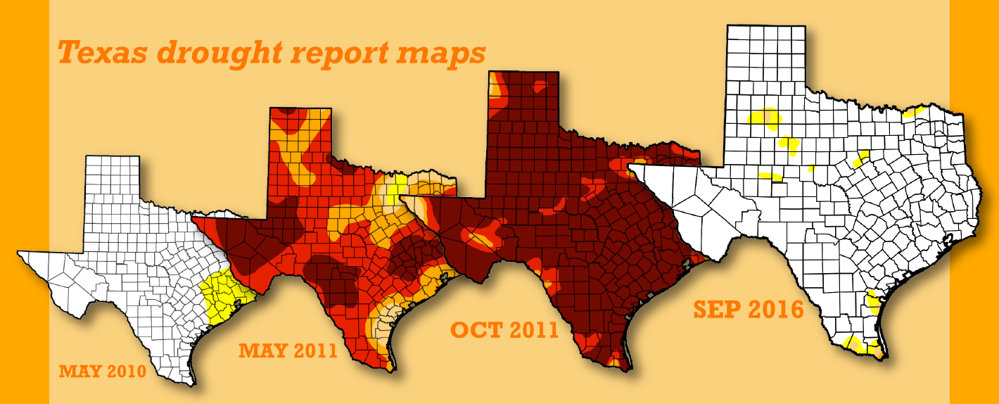 Texas drought report maps
MAY 2010
MAY 2011
OCT 2011
SEP 2016